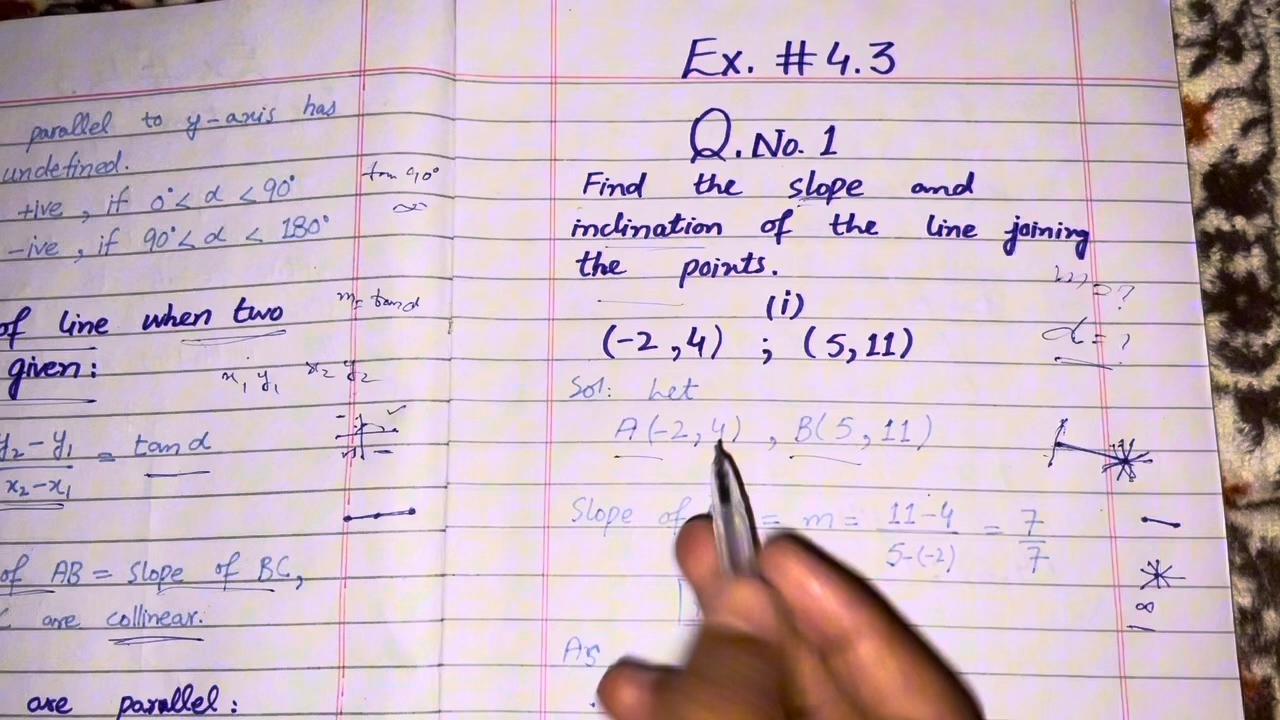 parallel to y-axis has
undefined.
+ive, if 0° < α < 90°
tan 90°
∞
-ive, if 90° < α < 180°
of line when two
m = tan α
given:
x₁ y₁ x₂ y₂
y₂ - y₁ / x₂ - x₁ = tan α
of AB = Slope of BC,
are collinear.
are parallel:
Ex. # 4.3
Q. No. 1
Find the slope and
inclination of the line joining
the points.
m = ?
(i)
(-2, 4) ; (5, 11)
α = ?
Sol: Let
A(-2, 4), B(5, 11)
Slope of = m = 11-4 / 5-(-2) = 7/7
∞
As